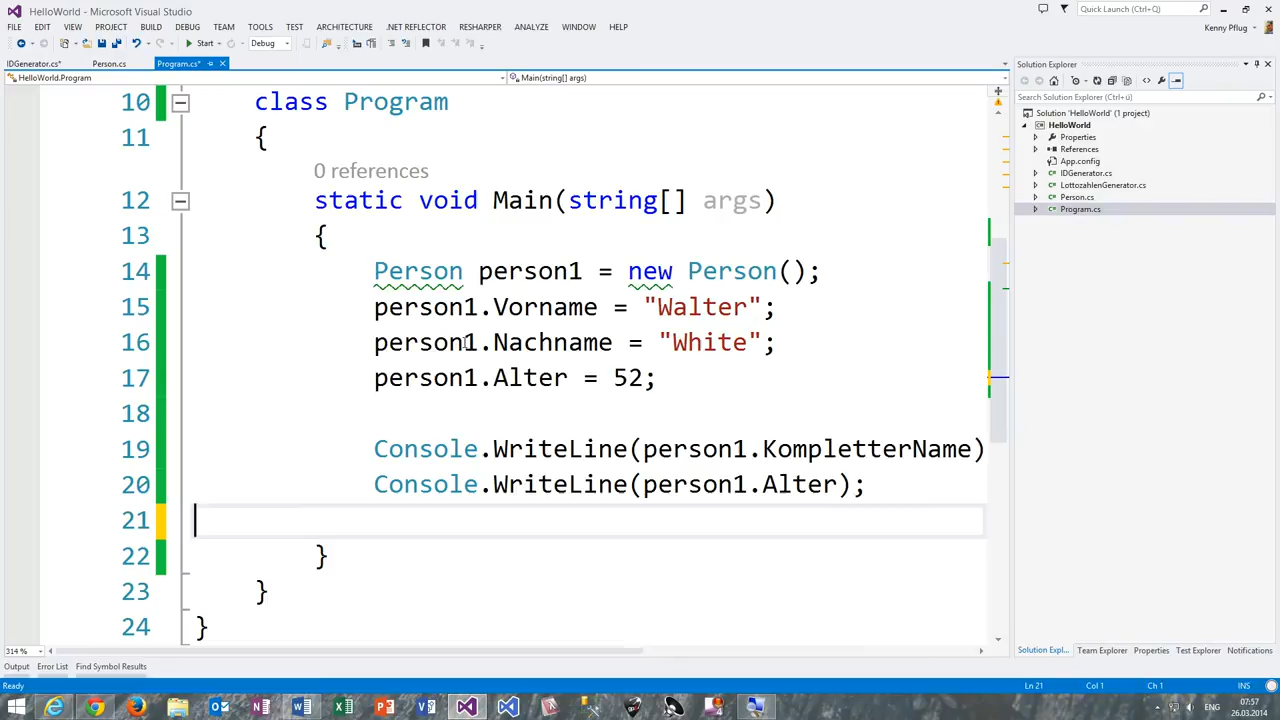 HelloWorld - Microsoft Visual Studio
Quick Launch (Ctrl+Q)
FILE EDIT VIEW PROJECT BUILD DEBUG TEAM TOOLS TEST ARCHITECTURE .NET REFLECTOR RESHARPER ANALYZE WINDOW HELP
Kenny Pflug
Start
Debug
IDGenerator.cs*
Person.cs
Program.cs*
HelloWorld.Program
Main(string[] args)
10 class Program
11 {
0 references
12 static void Main(string[] args)
13 {
14 Person person1 = new Person();
15 person1.Vorname = "Walter";
16 person1.Nachname = "White";
17 person1.Alter = 52;
18
19 Console.WriteLine(person1.KompletterName)
20 Console.WriteLine(person1.Alter);
21
22 }
23 }
24 }
314 %
Solution Explorer
Search Solution Explorer (Ctrl+ü)
Solution 'HelloWorld' (1 project)
HelloWorld
Properties
References
App.config
IDGenerator.cs
LottozahlenGenerator.cs
Person.cs
Program.cs
Solution Expl... Team Explorer Properties Test Explorer Notifications
Output Error List Find Symbol Results
Ready
Ln 21
Col 1
Ch 1
INS
07:57
26.03.2014